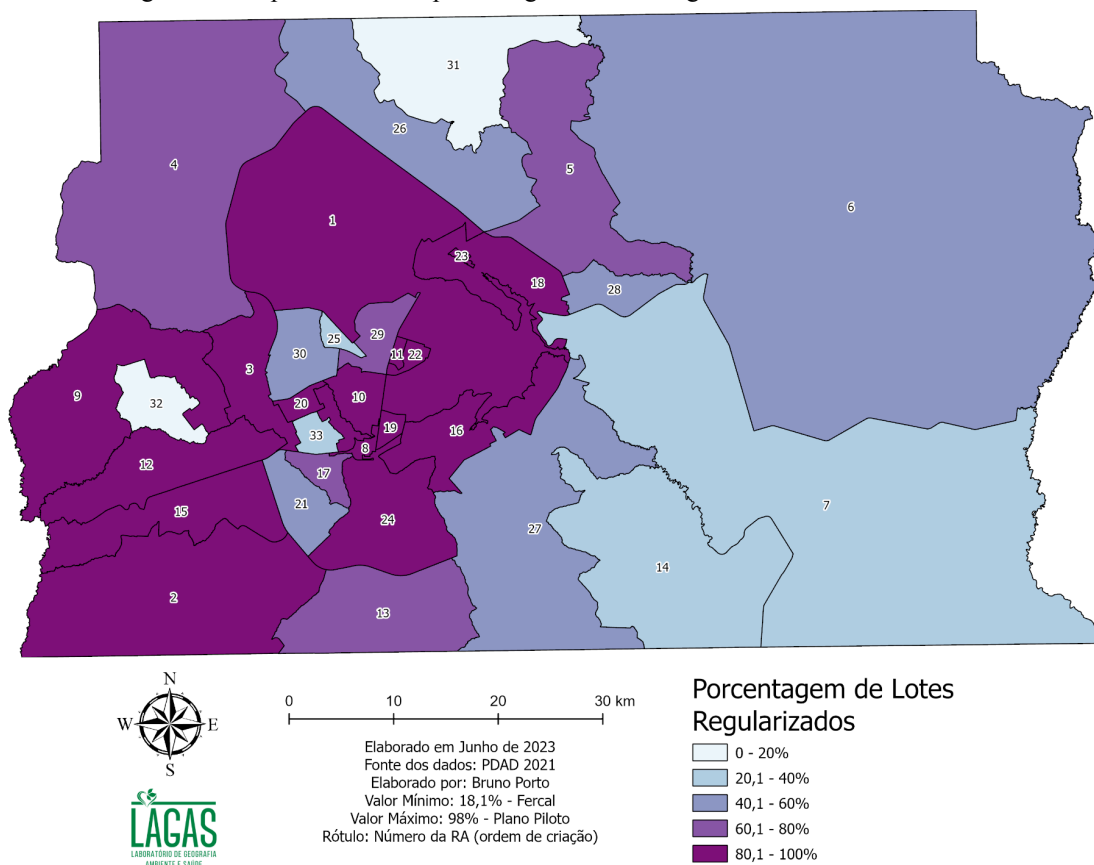 31
26
4
5
6
1
23
18
28
29
25
30
11
22
3
9
10
20
32
19
33
16
8
12
17
21
15
24
7
27
14
2
13
N
W
E
S
0 10 20 30 km
Elaborado em Junho de 2023
Fonte dos dados: PDAD 2021
Elaborado por: Bruno Porto
Valor Mínimo: 18,1% - Fercal
Valor Máximo: 98% - Plano Piloto
Rótulo: Número da RA (ordem de criação)
LAGAS
LABORATÓRIO DE GEOGRAFIA
AMBIENTE E SAÚDE
Porcentagem de Lotes
Regularizados
0 - 20%
20,1 - 40%
40,1 - 60%
60,1 - 80%
80,1 - 100%